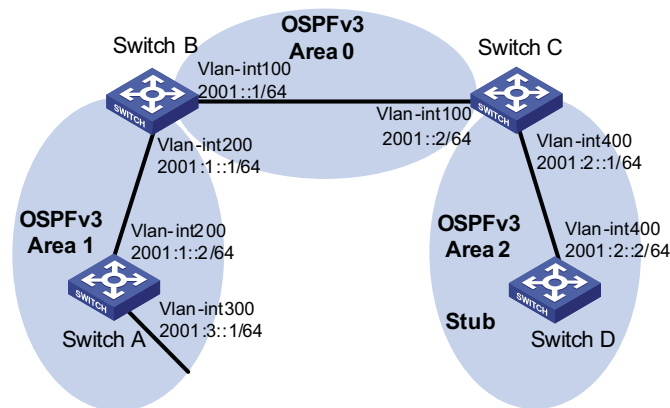 OSPFv3
Area 0
Switch B
Switch C
Vlan-int100
2001::1/64
SWITCH
Vlan-int100
2001::2/64
SWITCH
Vlan-int200
2001:1::1/64
Vlan-int400
2001:2::1/64
OSPFv3
Area 1
Vlan-int200
2001:1::2/64
OSPFv3
Area 2
Vlan-int400
2001:2::2/64
SWITCH
Vlan-int300
2001:3::1/64
Switch A
SWITCH
Stub
Switch D